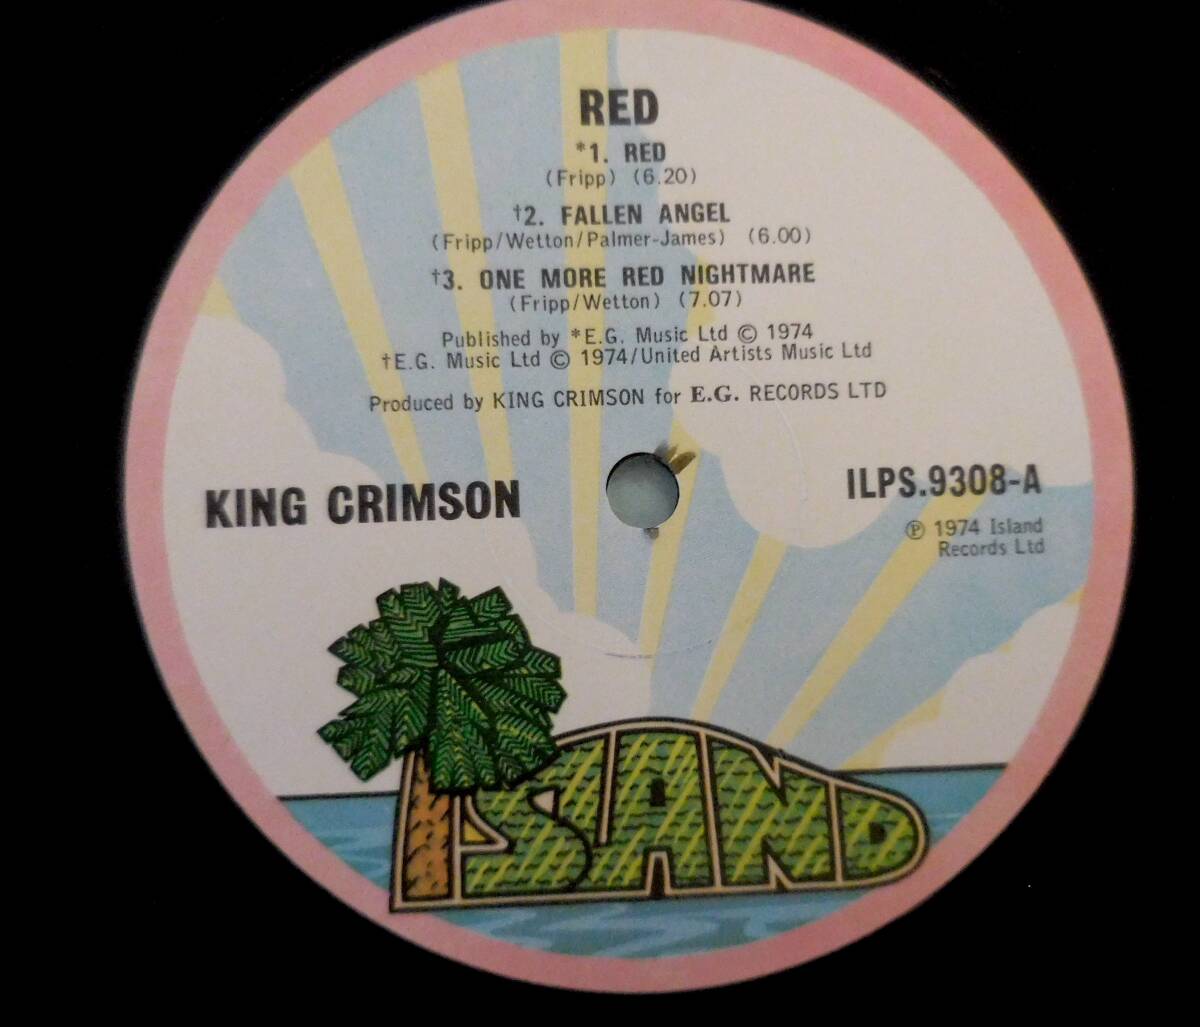 RED
*1. RED
(Fripp) (6.20)
†2. FALLEN ANGEL
(Fripp/Wetton/Palmer-James) (6.00)
†3. ONE MORE RED NIGHTMARE
(Fripp/Wetton) (7.07)
Published by *E.G. Music Ltd © 1974
†E.G. Music Ltd © 1974/United Artists Music Ltd
Produced by KING CRIMSON for E.G. RECORDS LTD
KING CRIMSON
ILPS.9308-A
℗ 1974 Island
Records Ltd
ISLAND